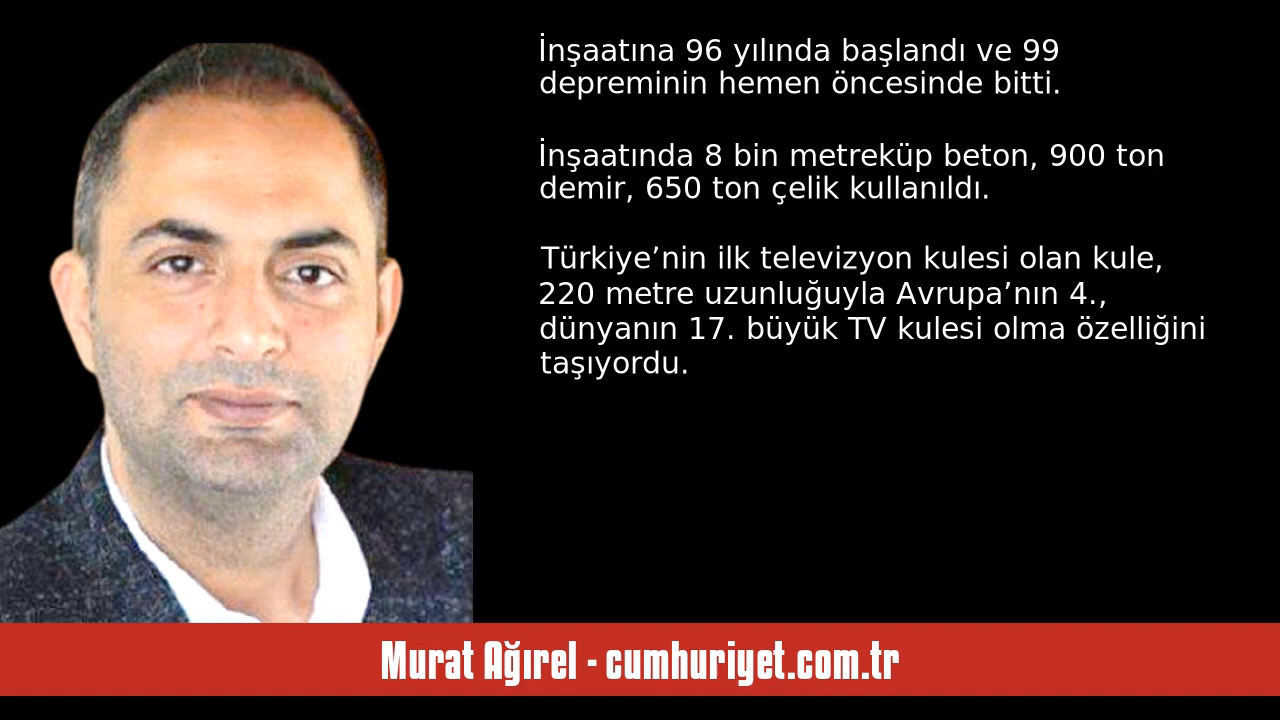 İnşaatına 96 yılında başlandı ve 99
depreminin hemen öncesinde bitti.
İnşaatında 8 bin metreküp beton, 900 ton
demir, 650 ton çelik kullanıldı.
Türkiye’nin ilk televizyon kulesi olan kule,
220 metre uzunluğuyla Avrupa’nın 4.,
dünyanın 17. büyük TV kulesi olma özelliğini
taşıyordu.
Murat Ağırel - cumhuriyet.com.tr